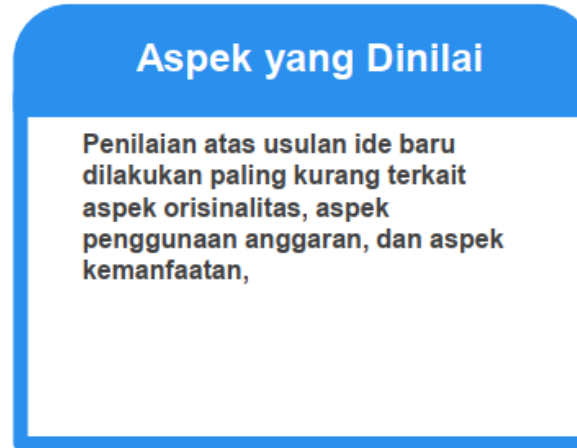 Aspek yang Dinilai
Penilaian atas usulan ide baru
dilakukan paling kurang terkait
aspek orisinalitas, aspek
penggunaan anggaran, dan aspek
kemanfaatan,